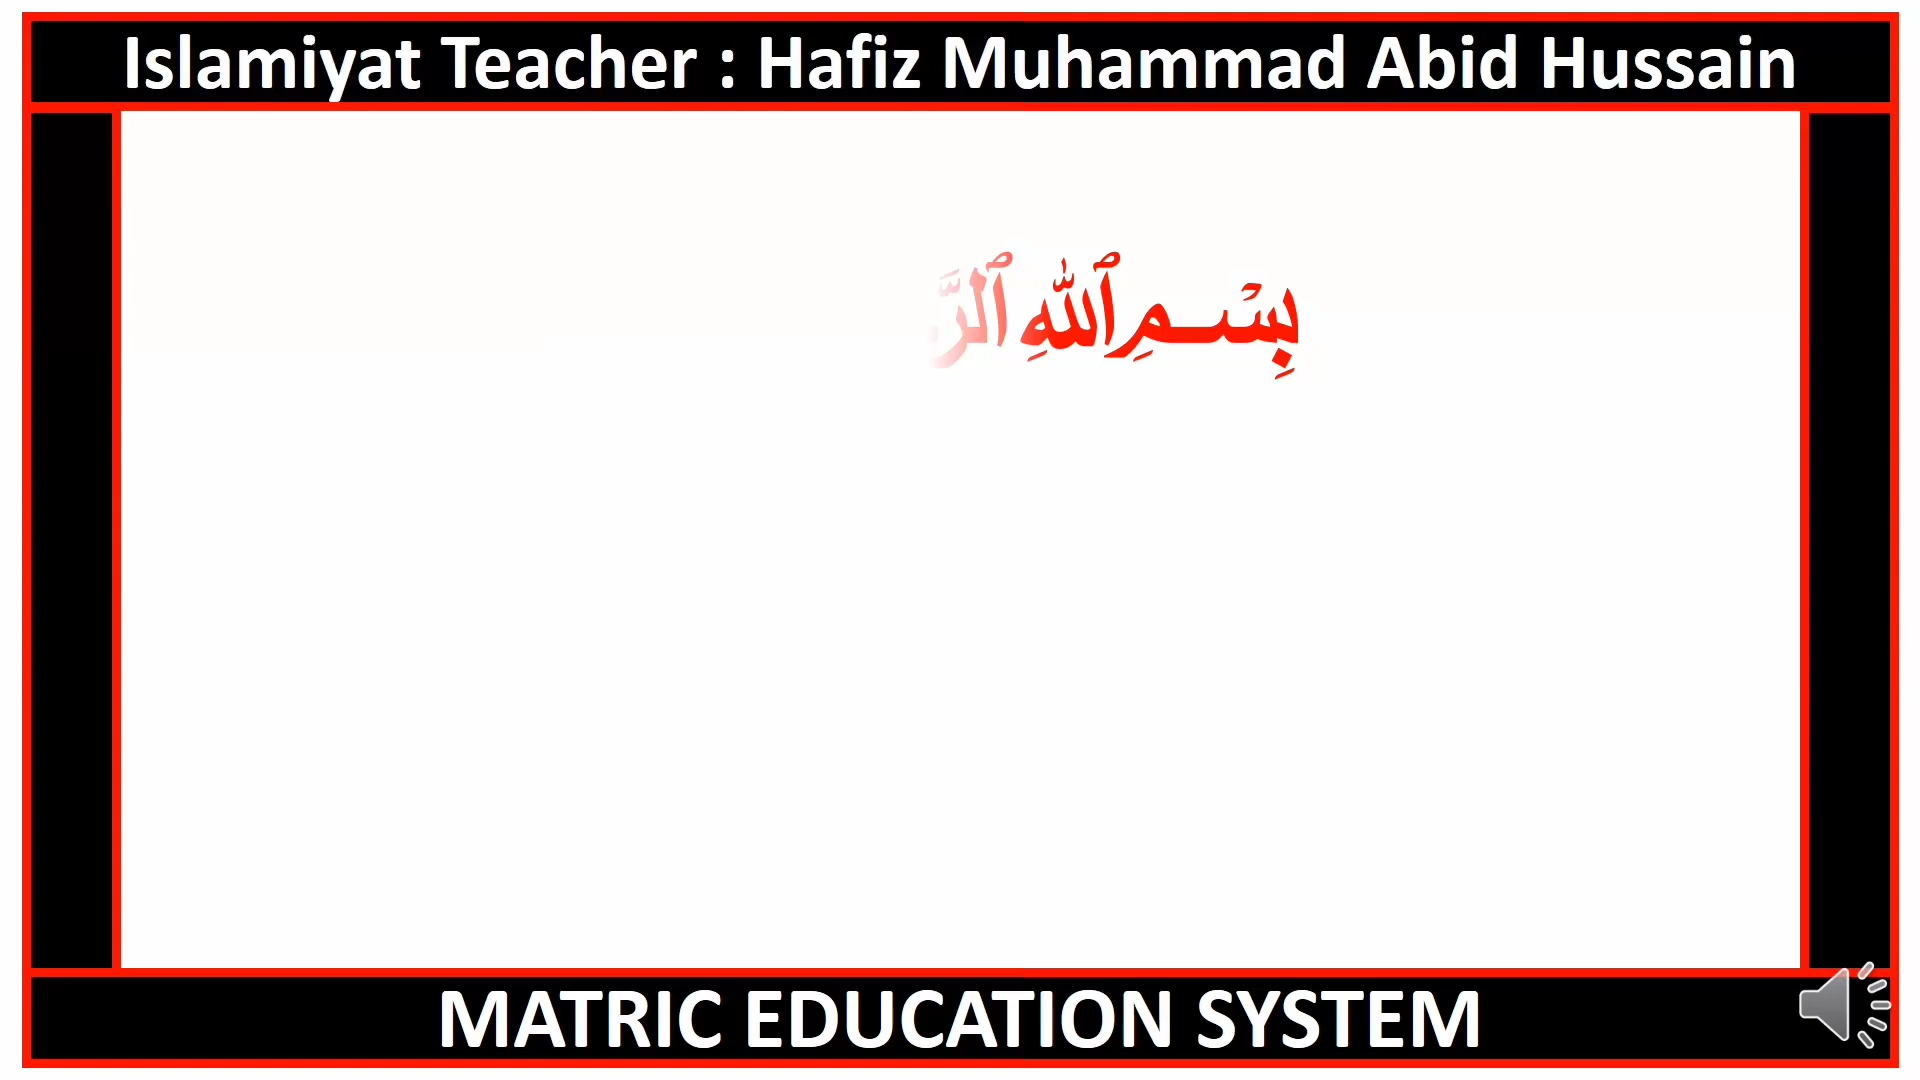 Islamiyat Teacher : Hafiz Muhammad Abid Hussain
بِسْمِ ٱللَّهِ
MATRIC EDUCATION SYSTEM